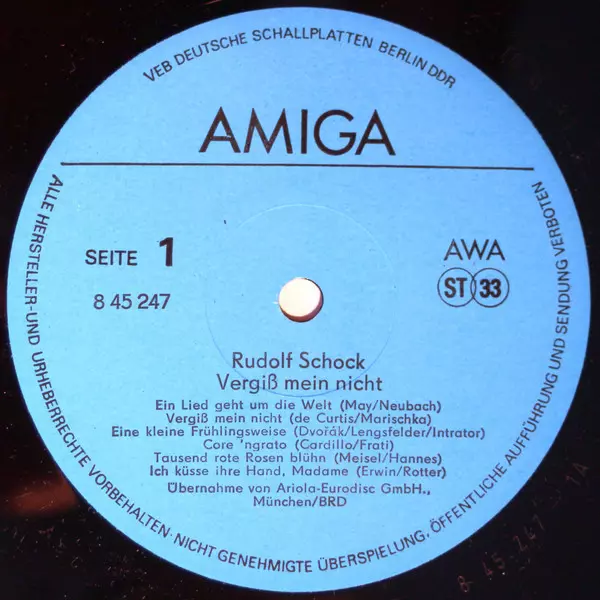 VEB DEUTSCHE SCHALLPLATTEN BERLIN DDR
AMIGA
SEITE 1
AWA
8 45 247
ST 33
Rudolf Schock
Vergiß mein nicht
Ein Lied geht um die Welt (May/Neubach)
Vergiß mein nicht (de Curtis/Marischka)
Eine kleine Frühlingsweise (Dvořák/Lengsfelder/Intrator)
Core 'ngrato (Cardillo/Frati)
Tausend rote Rosen blühn (Meisel/Hannes)
Ich küsse ihre Hand, Madame (Erwin/Rotter)
Übernahme von Ariola-Eurodisc GmbH.,
München/BRD
ALLE HERSTELLER- UND URHEBERRECHTE VORBEHALTEN · NICHT GENEHMIGTE ÜBERSPIELUNG, ÖFFENTLICHE AUFFÜHRUNG UND SENDUNG VERBOTEN